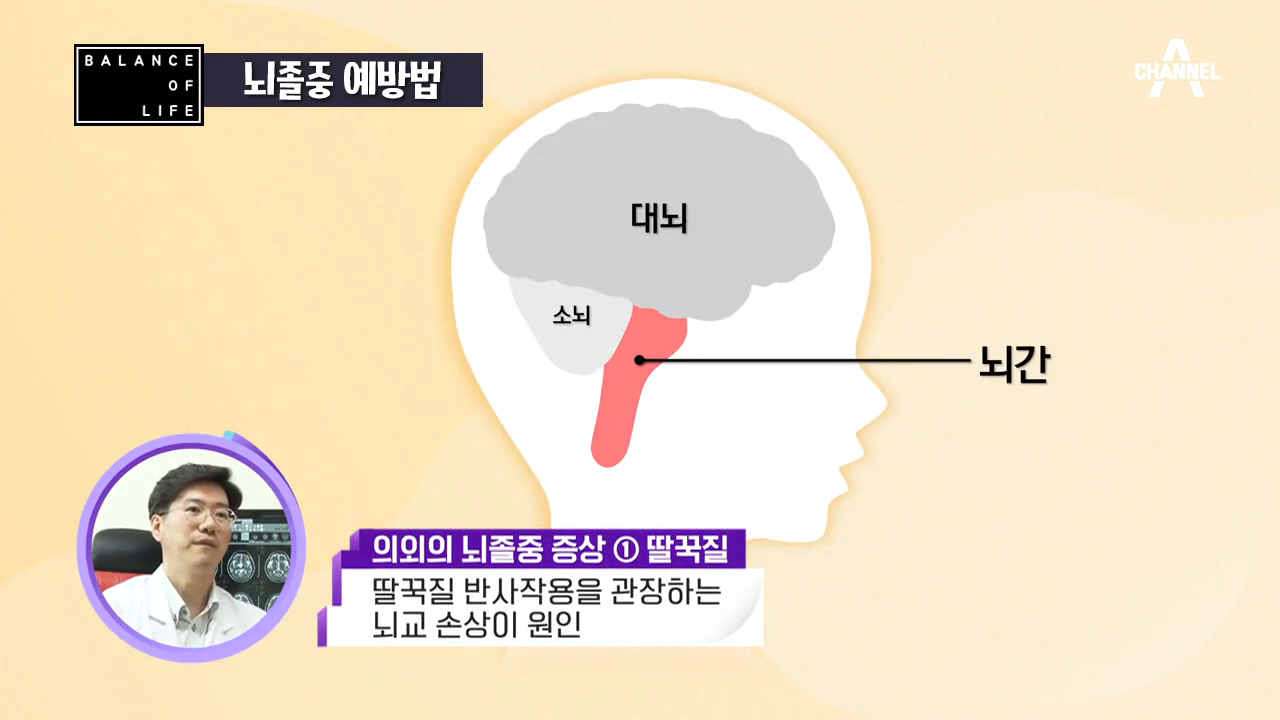 BALANCE
OF
LIFE
뇌졸중 예방법
CHANNEL
A
대뇌
소뇌
뇌간
의외의 뇌졸중 증상 ① 딸꾹질
딸꾹질 반사작용을 관장하는
뇌교 손상이 원인